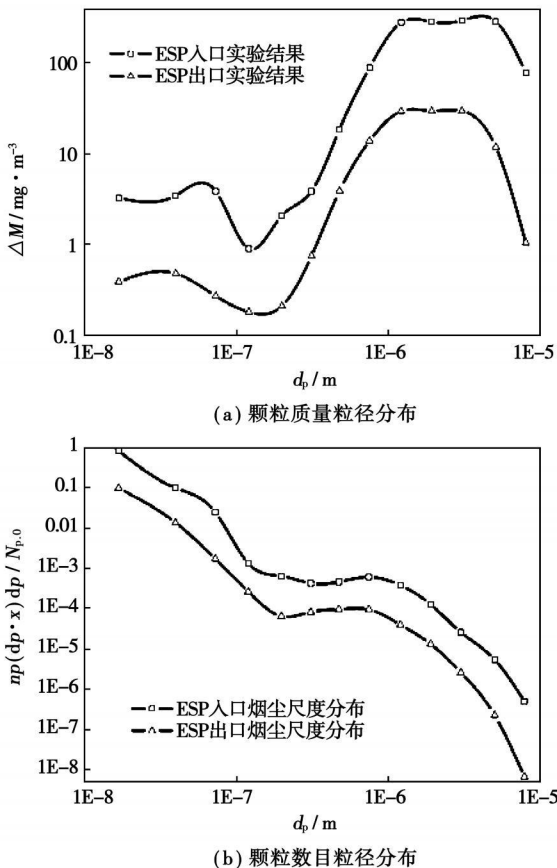 ESP入口实验结果
ESP出口实验结果
100
10
1
0.1
△M / mg·m⁻³
1E-8 1E-7 1E-6 1E-5
dₚ / m
(a) 颗粒质量粒径分布
1
0.1
0.01
1E-3
1E-4
1E-5
1E-6
1E-7
1E-8
np(dp·x)dp / Nₚ.₀
ESP入口烟尘尺度分布
ESP出口烟尘尺度分布
1E-8 1E-7 1E-6 1E-5
dₚ / m
(b) 颗粒数目粒径分布